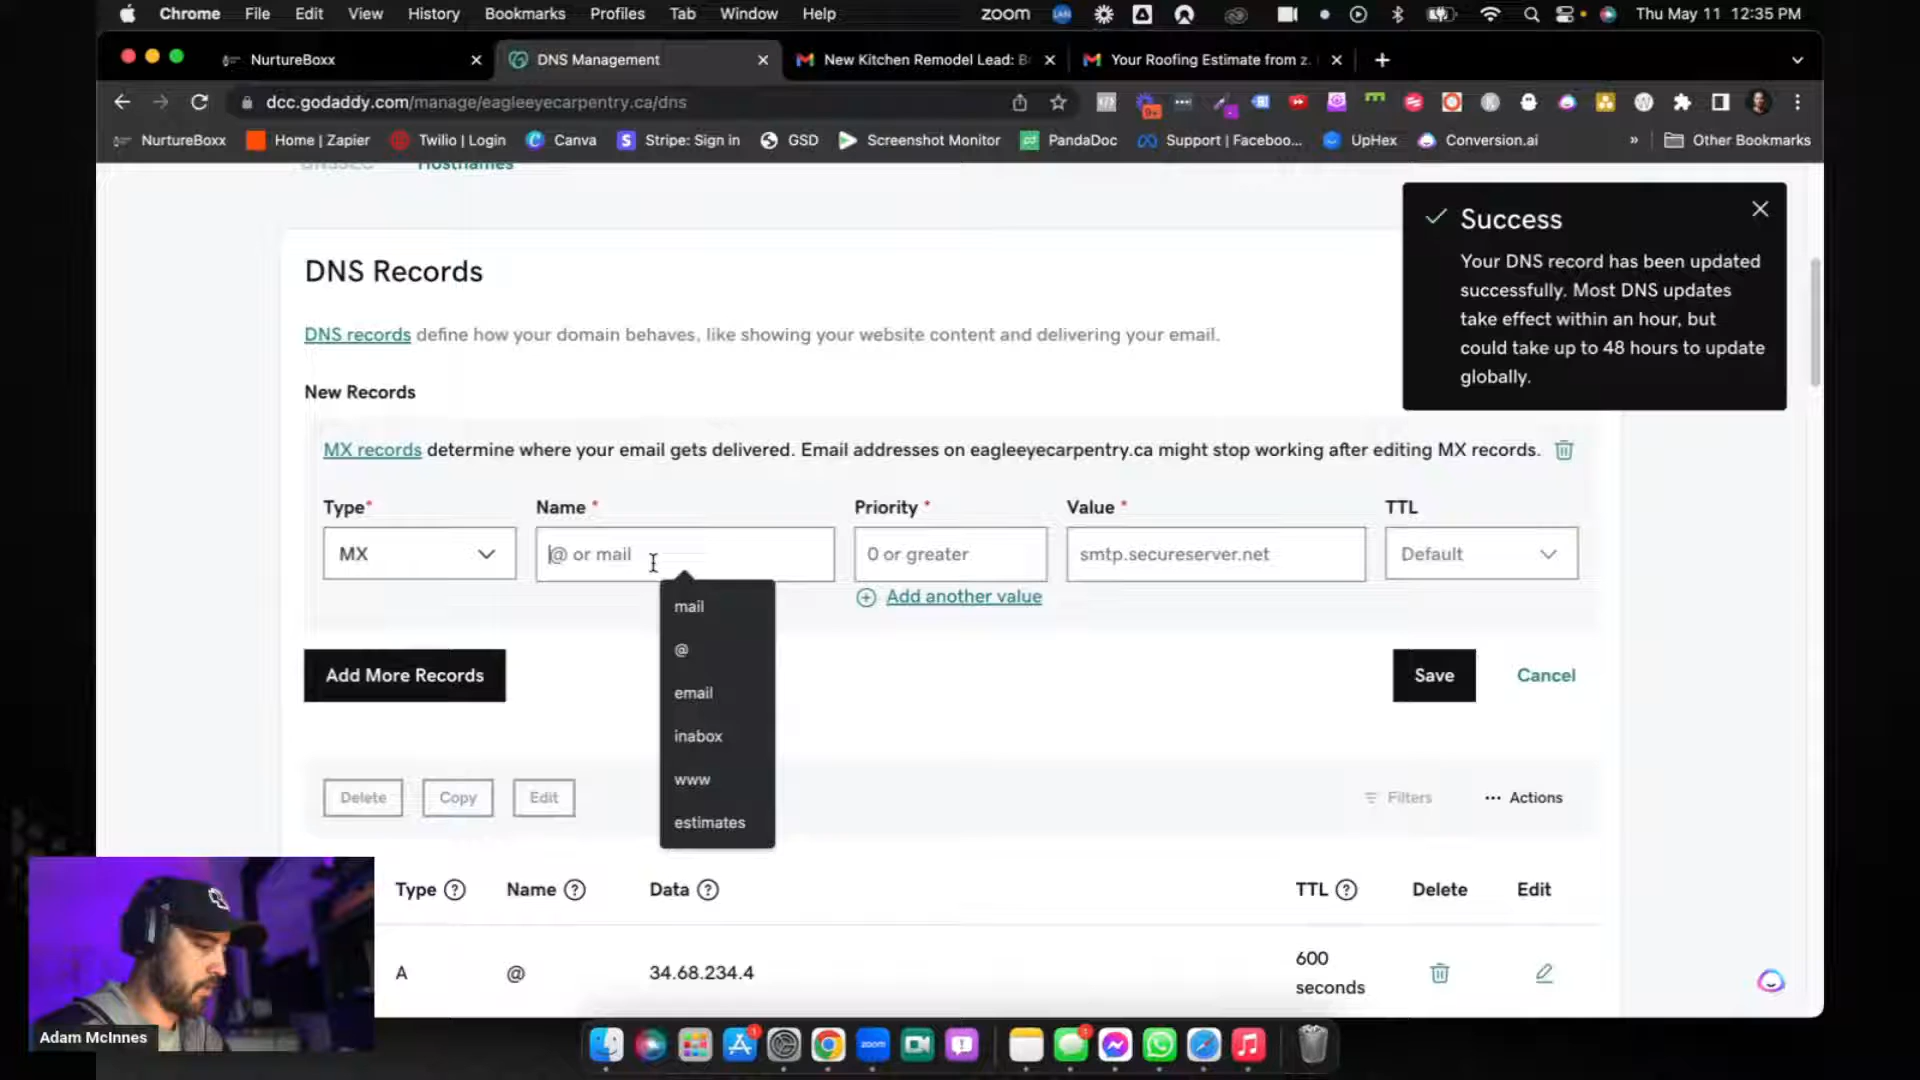 Chrome File Edit View History Bookmarks Profiles Tab Window Help zoom Thu May 11 12:35 PM
NurtureBoxx DNS Management New Kitchen Remodel Lead: B Your Roofing Estimate from z.
dcc.godaddy.com/manage/eagleeyecarpentry.ca/dns
NurtureBoxx Home | Zapier Twilio | Login Canva Stripe: Sign in GSD Screenshot Monitor PandaDoc Support | Faceboo... UpHex Conversion.ai » Other Bookmarks
DNSSEC Hostnames
Success
Your DNS record has been updated
successfully. Most DNS updates
take effect within an hour, but
could take up to 48 hours to update
globally.
DNS Records
DNS records define how your domain behaves, like showing your website content and delivering your email.
New Records
MX records determine where your email gets delivered. Email addresses on eagleeyecarpentry.ca might stop working after editing MX records.
Type* Name * Priority * Value * TTL
MX @ or mail 0 or greater smtp.secureserver.net Default
Add another value
mail
@
email
inabox
www
estimates
Add More Records Save Cancel
Delete Copy Edit Filters ... Actions
Type Name Data TTL Delete Edit
A @ 34.68.234.4 600
seconds
Adam McInnes
zoom